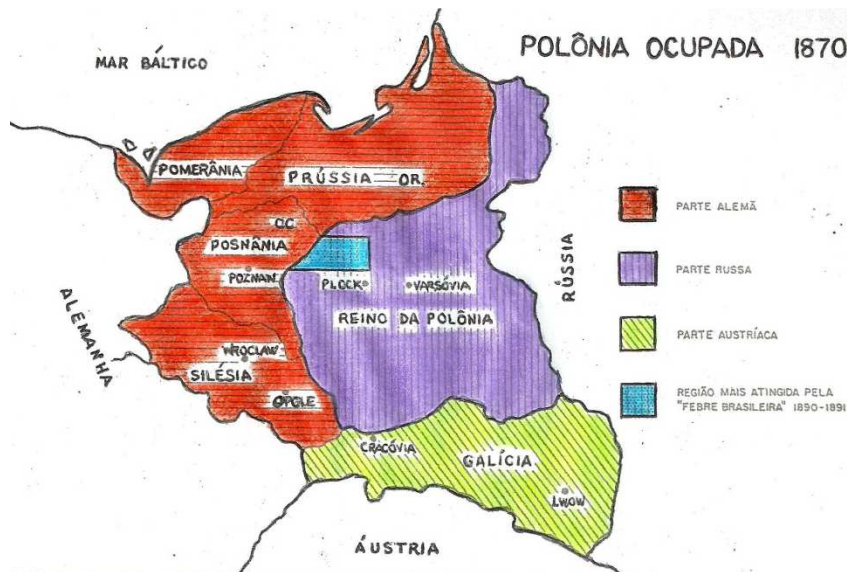 POLÔNIA OCUPADA 1870
MAR BÁLTICO
POMERÂNIA
PRÚSSIA OR.
POSNÂNIA
POZNAN
PLOCK
VARSÓVIA
REINO DA POLÔNIA
RÚSSIA
ALEMANHA
WROCLAW
SILÉSIA
OPOLE
CRACÓVIA
GALÍCIA
LWOW
ÁUSTRIA
PARTE ALEMÃ
PARTE RUSSA
PARTE AUSTRÍACA
REGIÃO MAIS ATINGIDA PELA
"FEBRE BRASILEIRA" 1890-1891